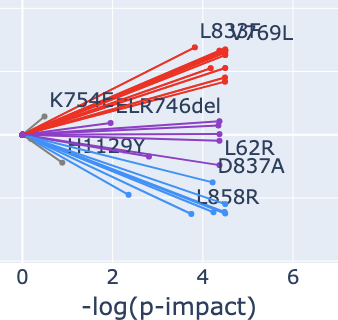 L833F
V769L
K754E
ELR746del
H1129Y
L62R
D837A
L858R
0 2 4 6
-log(p-impact)